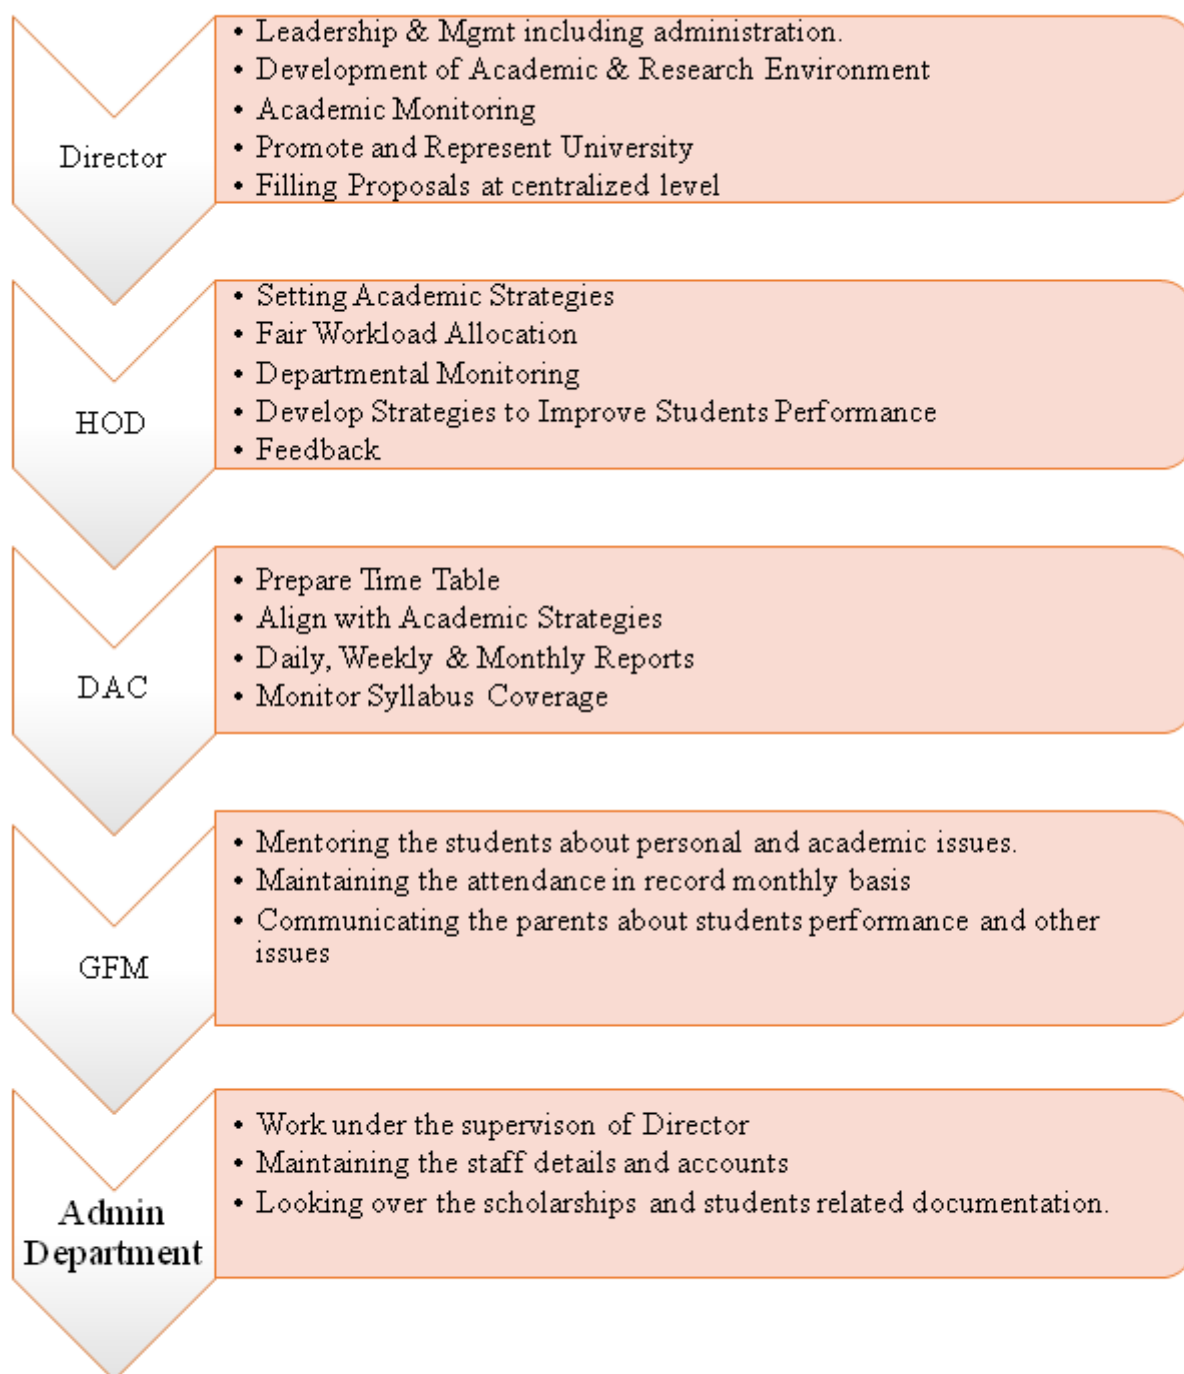 Director
• Leadership & Mgmt including administration.
• Development of Academic & Research Environment
• Academic Monitoring
• Promote and Represent University
• Filling Proposals at centralized level
HOD
• Setting Academic Strategies
• Fair Workload Allocation
• Departmental Monitoring
• Develop Strategies to Improve Students Performance
• Feedback
DAC
• Prepare Time Table
• Align with Academic Strategies
• Daily, Weekly & Monthly Reports
• Monitor Syllabus Coverage
GFM
• Mentoring the students about personal and academic issues.
• Maintaining the attendance in record monthly basis
• Communicating the parents about students performance and other
issues
Admin
Department
• Work under the supervison of Director
• Maintaining the staff details and accounts
• Looking over the scholarships and students related documentation.